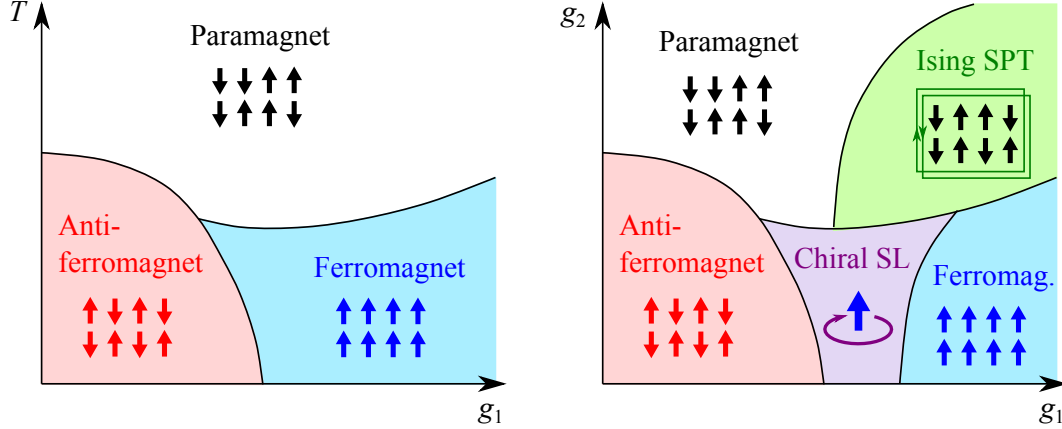 T
Paramagnet
Anti-
ferromagnet
Ferromagnet
g1
g2
Paramagnet
Ising SPT
Anti-
ferromagnet
Chiral SL
Ferromag.
g1